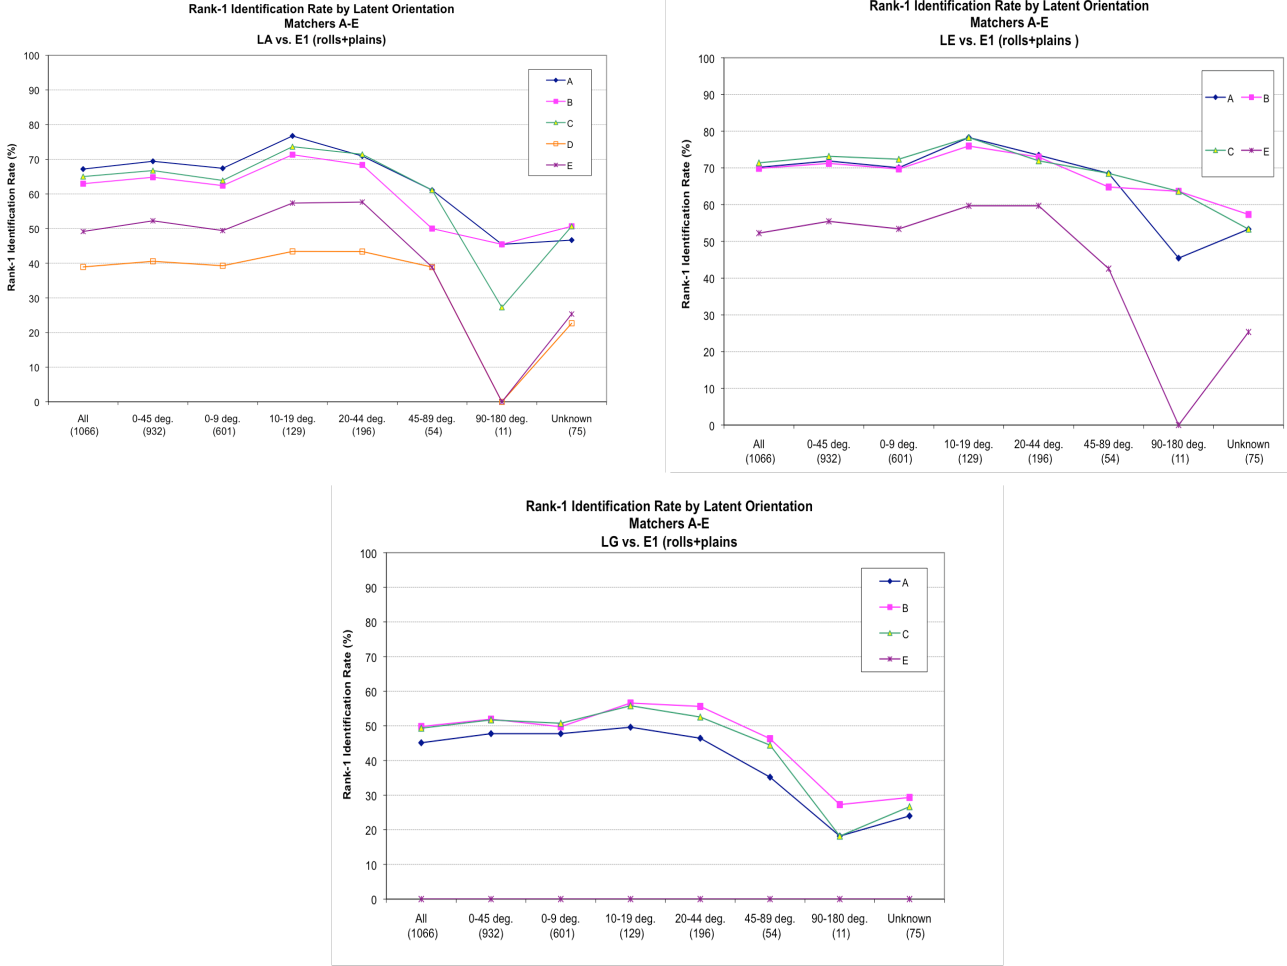 Rank-1 Identification Rate by Latent Orientation
Matchers A-E
LA vs. E1 (rolls+plains)
Rank-1 Identification Rate (%)
100
90
80
70
60
50
40
30
20
10
0
A
B
C
D
E
All
(1066)
0-45 deg.
(932)
0-9 deg.
(601)
10-19 deg.
(129)
20-44 deg.
(196)
45-89 deg.
(54)
90-180 deg.
(11)
Unknown
(75)
Rank-1 Identification Rate by Latent Orientation
Matchers A-E
LE vs. E1 (rolls+plains )
Rank-1 Identification Rate (%)
100
90
80
70
60
50
40
30
20
10
0
A B
C E
All
(1066)
0-45 deg.
(932)
0-9 deg.
(601)
10-19 deg.
(129)
20-44 deg.
(196)
45-89 deg.
(54)
90-180 deg.
(11)
Unknown
(75)
Rank-1 Identification Rate by Latent Orientation
Matchers A-E
LG vs. E1 (rolls+plains
Rank-1 Identification Rate (%)
100
90
80
70
60
50
40
30
20
10
0
A
B
C
E
All
(1066)
0-45 deg.
(932)
0-9 deg.
(601)
10-19 deg.
(129)
20-44 deg.
(196)
45-89 deg.
(54)
90-180 deg.
(11)
Unknown
(75)